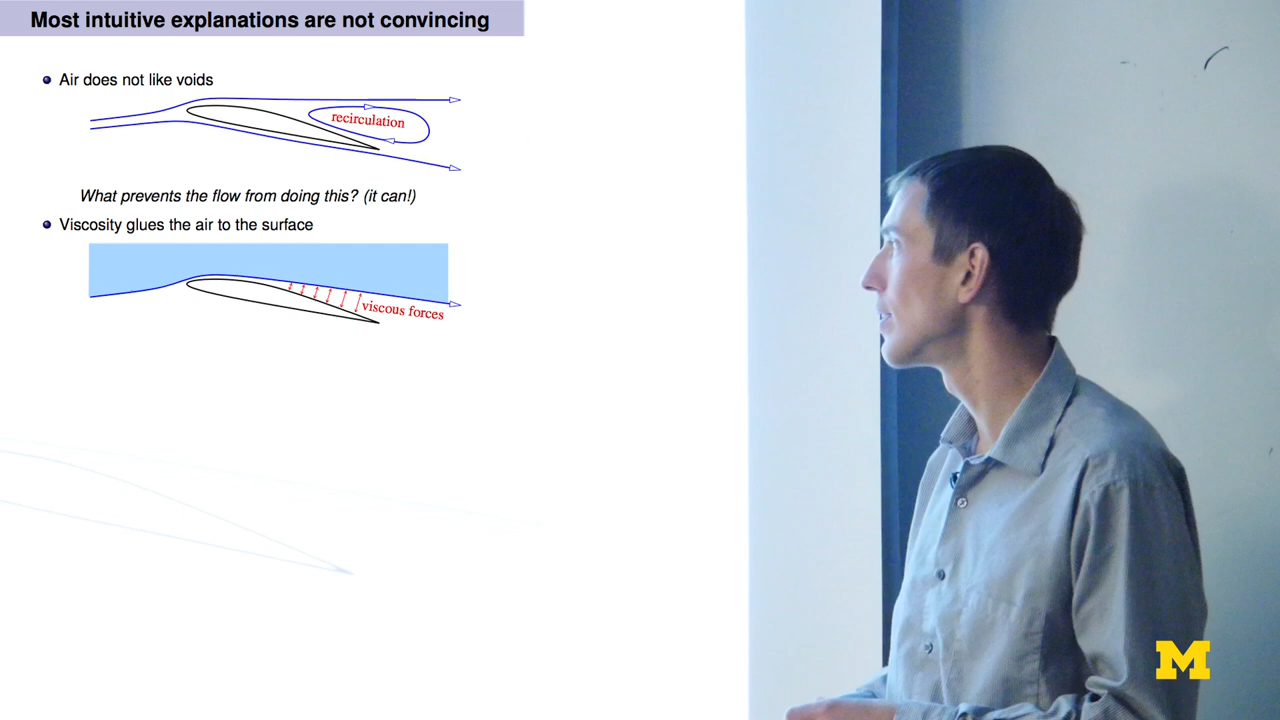 Most intuitive explanations are not convincing
Air does not like voids
recirculation
What prevents the flow from doing this? (it can!)
Viscosity glues the air to the surface
viscous forces
M